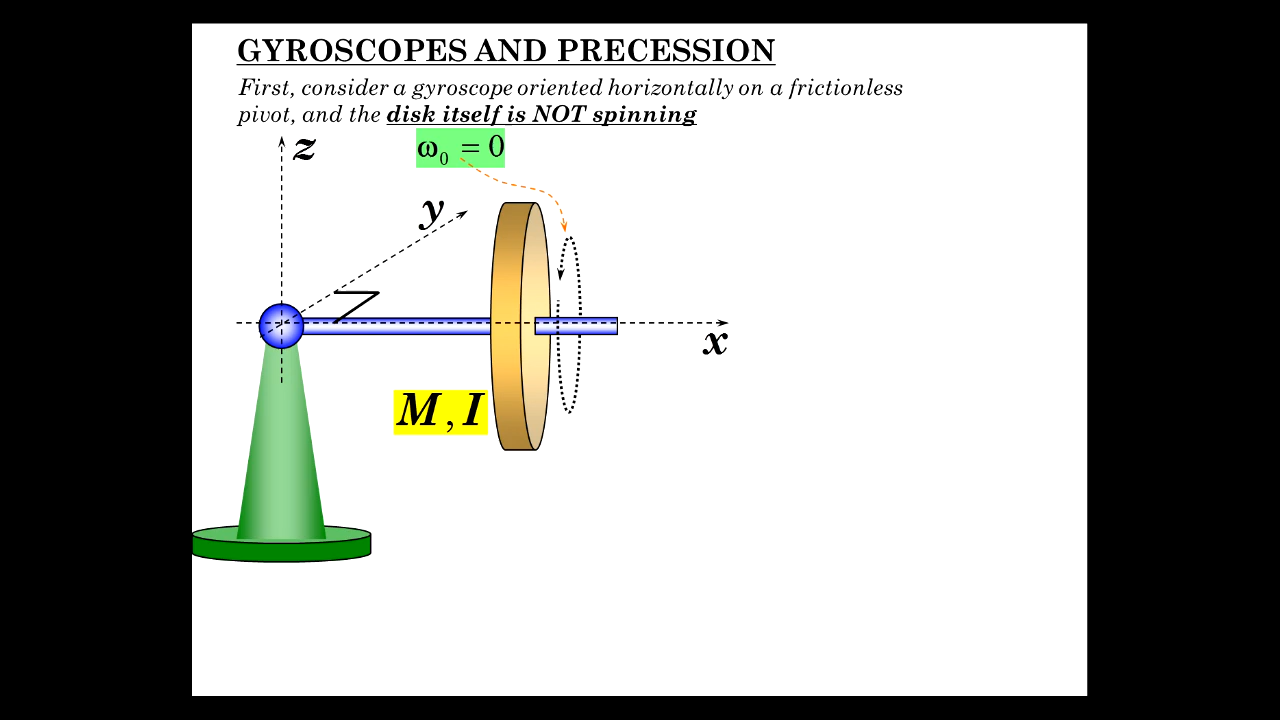 GYROSCOPES AND PRECESSION
First, consider a gyroscope oriented horizontally on a frictionless
pivot, and the disk itself is NOT spinning
z
ω₀ = 0
y
x
M, I